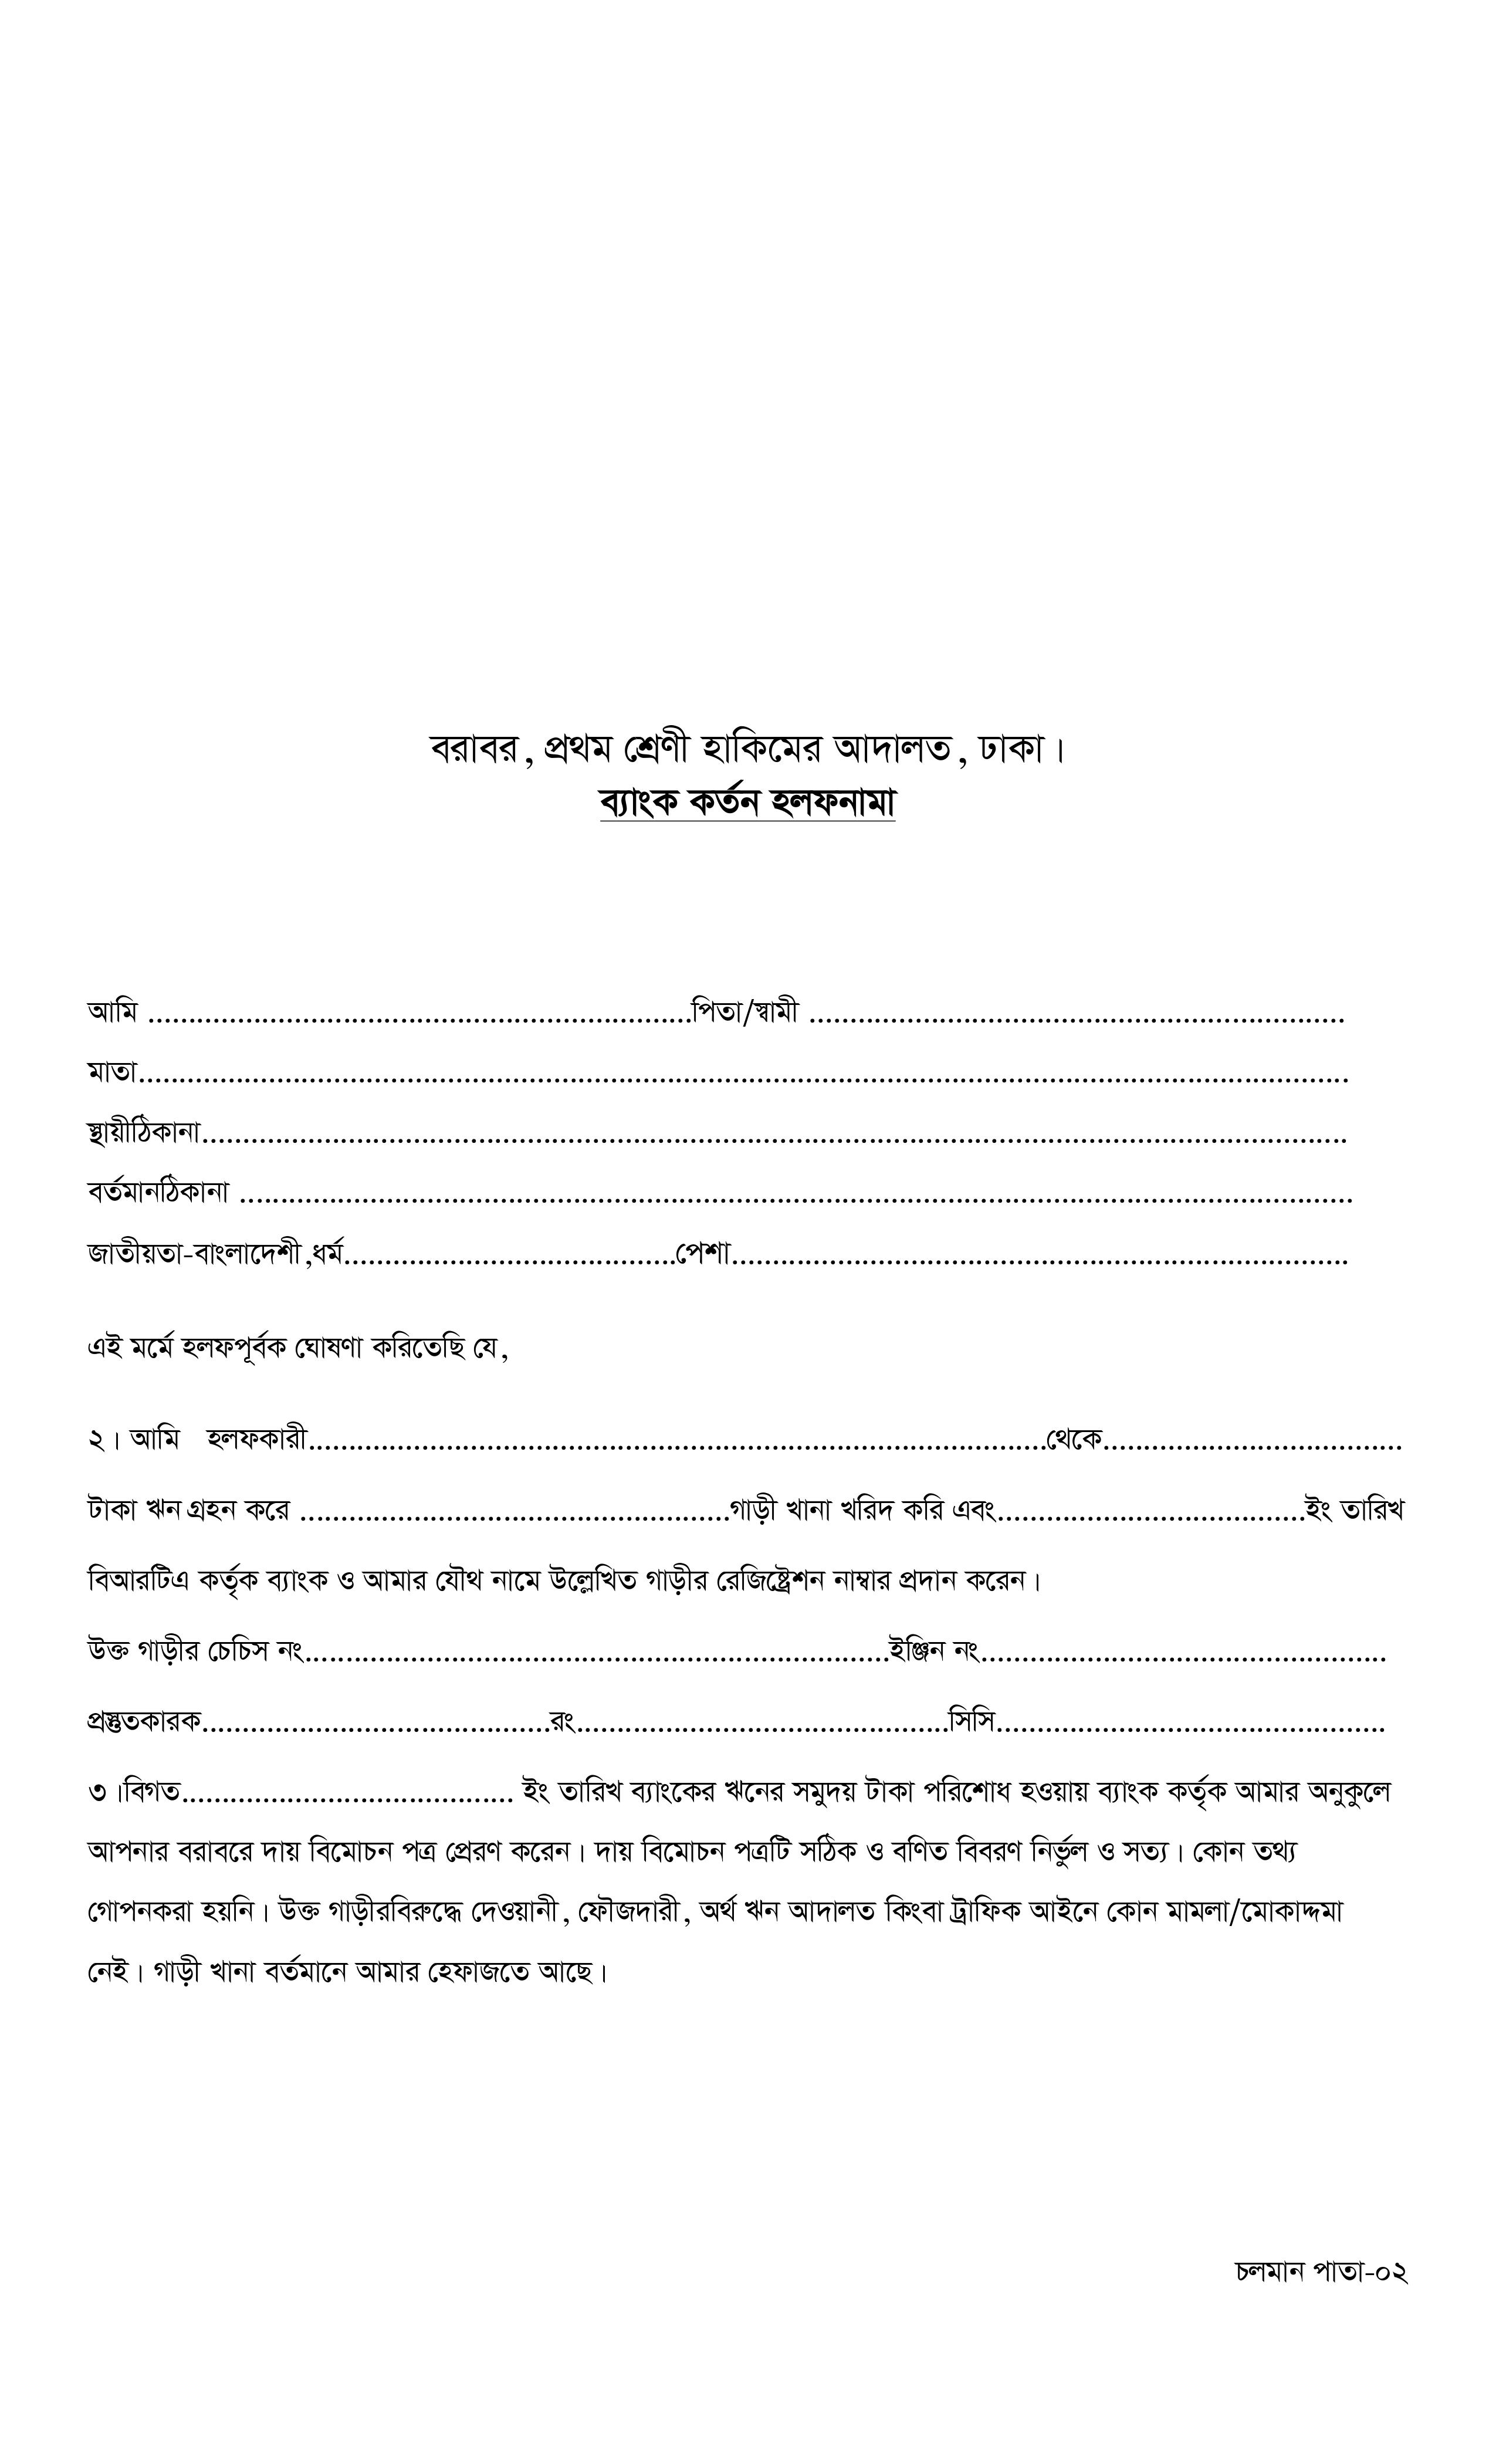 বরাবর, প্রথম শ্রেণী হাকিমের আদালত, ঢাকা।
ব্যাংক কর্তন হলফনামা
আমি ...................................................................পিতা/স্বামী ..................................................................
মাতা.....................................................................................................................................................
স্থায়ীঠিকানা.............................................................................................................................................
বর্তমানঠিকানা .........................................................................................................................................
জাতীয়তা-বাংলাদেশী,ধর্ম.........................................পেশা............................................................................
এই মর্মে হলফপূর্বক ঘোষণা করিতেছি যে,
২। আমি হলফকারী...........................................................................................থেকে.....................................
টাকা ঋন গ্রহন করে .....................................................গাড়ী খানা খরিদ করি এবং......................................ইং তারিখ
বিআরটিএ কর্তৃক ব্যাংক ও আমার যৌথ নামে উল্লেখিত গাড়ীর রেজিষ্ট্রেশন নাম্বার প্রদান করেন।
উক্ত গাড়ীর চেচিস নং........................................................................ইঞ্জিন নং..................................................
প্রস্তুতকারক...........................................রং..............................................সিসি................................................
৩।বিগত......................................... ইং তারিখ ব্যাংকের ঋনের সমুদয় টাকা পরিশোধ হওয়ায় ব্যাংক কর্তৃক আমার অনুকুলে
আপনার বরাবরে দায় বিমোচন পত্র প্রেরণ করেন। দায় বিমোচন পত্রটি সঠিক ও বণিত বিবরণ নির্ভুল ও সত্য। কোন তথ্য
গোপনকরা হয়নি। উক্ত গাড়ীরবিরুদ্ধে দেওয়ানী, ফৌজদারী, অর্থ ঋন আদালত কিংবা ট্রাফিক আইনে কোন মামলা/মোকাদ্দমা
নেই। গাড়ী খানা বর্তমানে আমার হেফাজতে আছে।
চলমান পাতা-০২